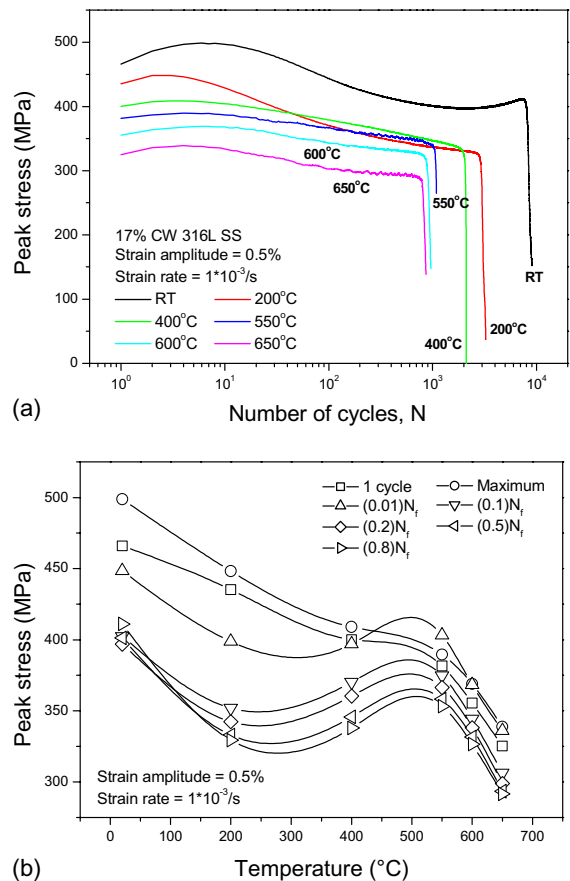 500
400
300
200
100
0
Peak stress (MPa)
600°C
650°C
550°C
RT
200°C
400°C
17% CW 316L SS
Strain amplitude = 0.5%
Strain rate = 1*10⁻³/s
RT 200°C
400°C 550°C
600°C 650°C
10⁰ 10¹ 10² 10³ 10⁴
Number of cycles, N
(a)
500
475
450
425
400
375
350
325
300
Peak stress (MPa)
1 cycle Maximum
(0.01)Nf (0.1)Nf
(0.2)Nf (0.5)Nf
(0.8)Nf
Strain amplitude = 0.5%
Strain rate = 1*10⁻³/s
0 100 200 300 400 500 600 700
Temperature (°C)
(b)